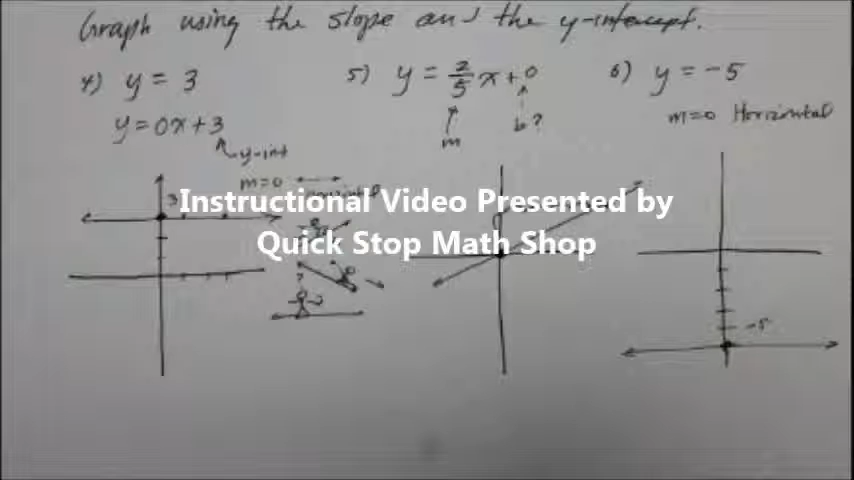 Graph using the slope and the y-intercept.
4) y = 3
5) y = 2/5 x + 0
6) y = -5
y = 0x + 3
m
b?
m=0 Horizontal
y-int
m=0
3
Instructional Video Presented by
Quick Stop Math Shop
-5